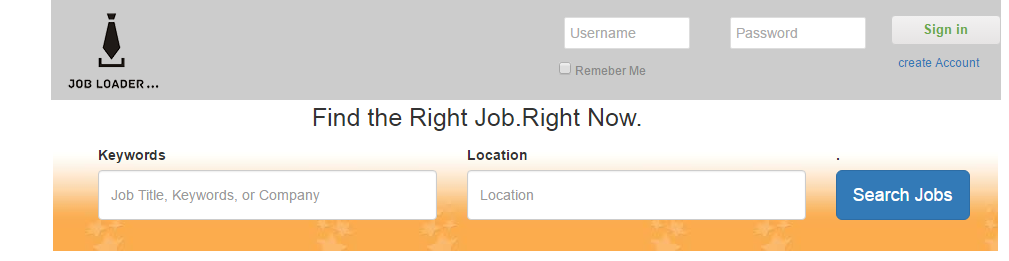 Username
Password
Sign in
Remeber Me
create Account
JOB LOADER...
Find the Right Job.Right Now.
Keywords
Location
.
Job Title, Keywords, or Company
Location
Search Jobs